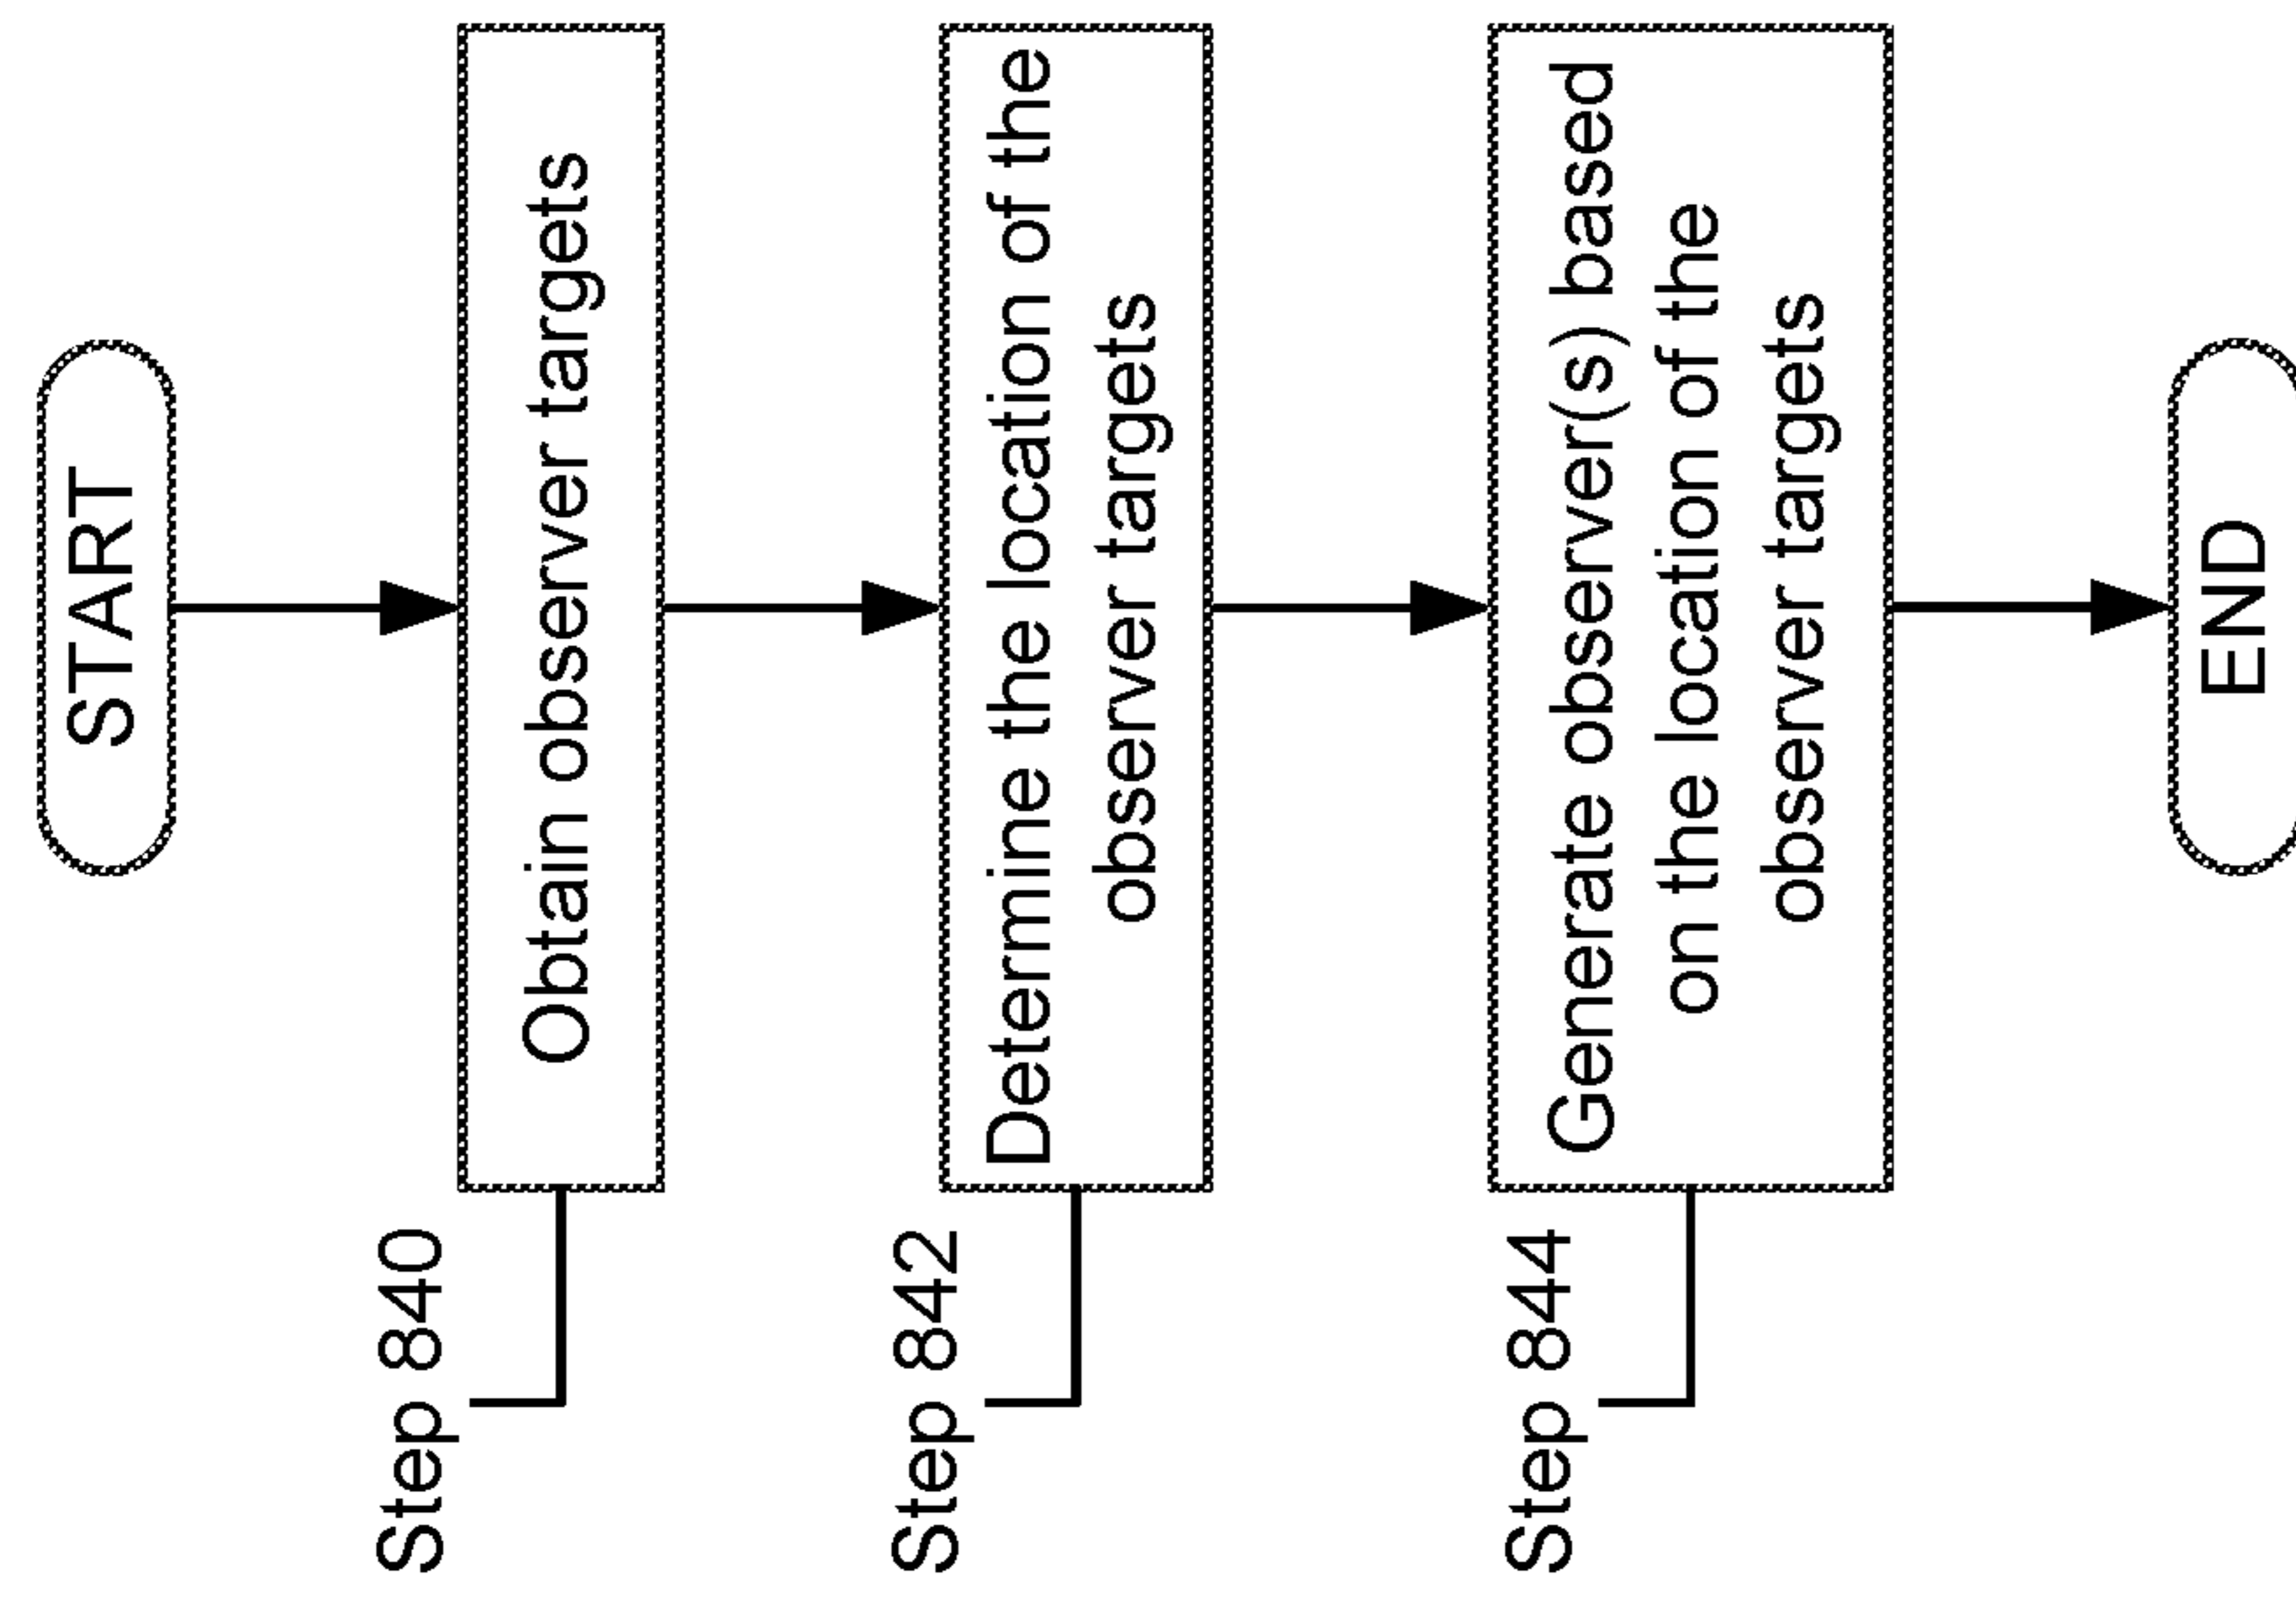 START
Step 840
Obtain observer targets
Step 842
Determine the location of the
observer targets
Step 844
Generate observer(s) based
on the location of the
observer targets
END